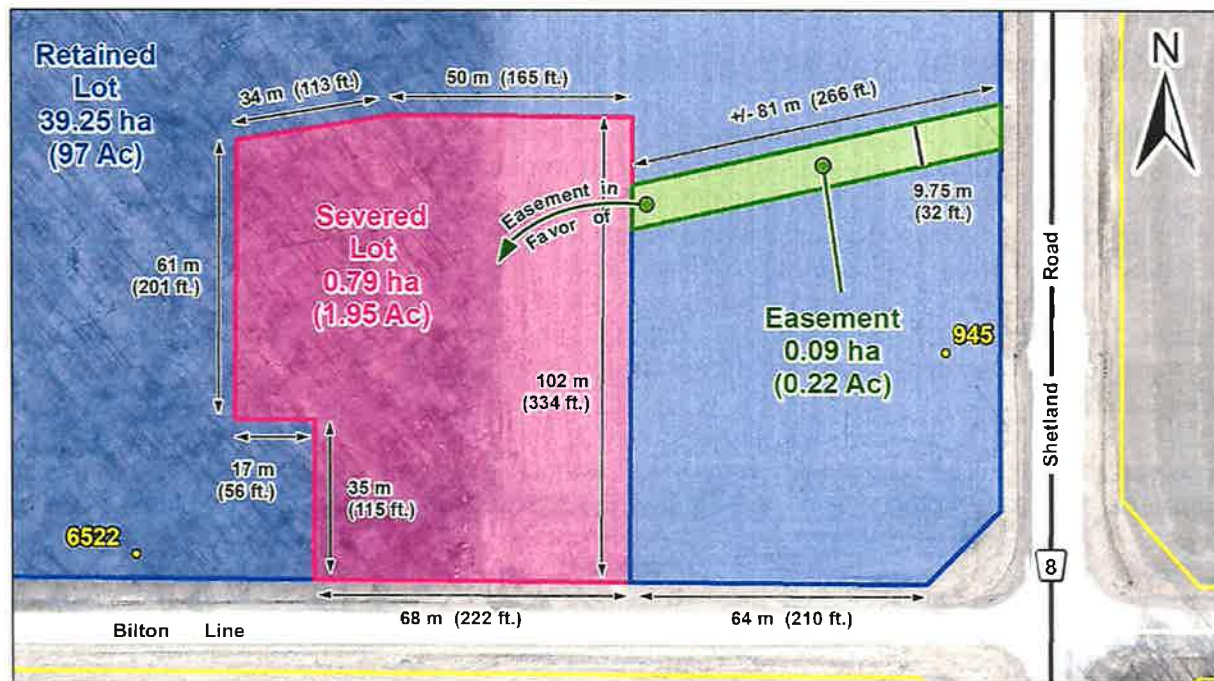 Retained
Lot
39.25 ha
(97 Ac)
34 m (113 ft.)
50 m (165 ft.)
+/- 81 m (266 ft.)
N
Easement in
Favor of
9.75 m
(32 ft.)
Severed
Lot
0.79 ha
(1.95 Ac)
61 m
(201 ft.)
Easement
0.09 ha
(0.22 Ac)
945
Shetland Road
102 m
(334 ft.)
17 m
(56 ft.)
35 m
(115 ft.)
6522
8
68 m (222 ft.)
64 m (210 ft.)
Bilton Line